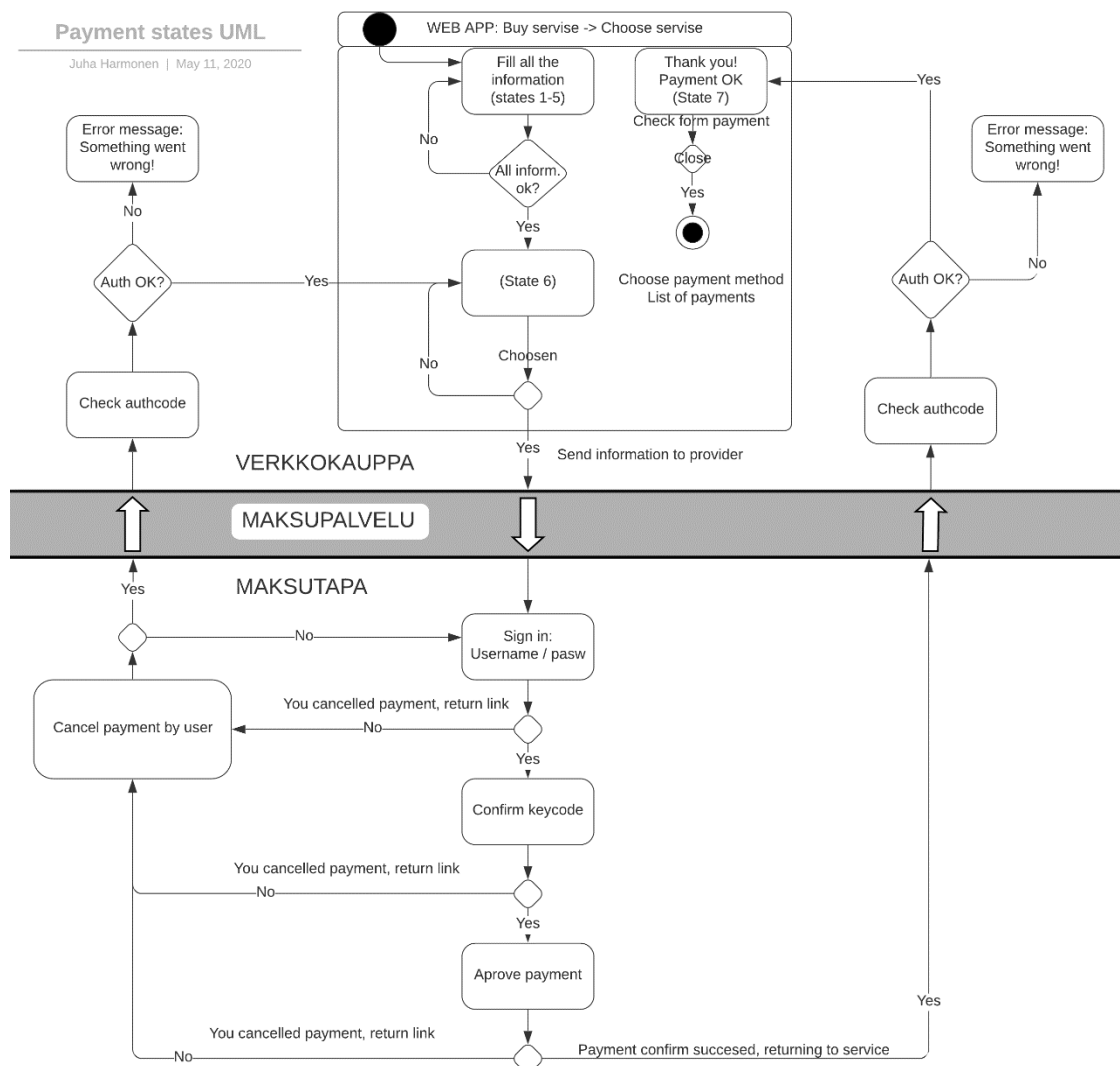 Payment states UML
Juha Harmonen | May 11, 2020
WEB APP: Buy servise -> Choose servise
Fill all the
information
(states 1-5)
Thank you!
Payment OK
(State 7)
Yes
Check form payment
Error message:
Something went
wrong!
Error message:
Something went
wrong!
No
Close
All inform.
ok?
Yes
No
Yes
Auth OK?
Yes
(State 6)
Choose payment method
List of payments
Auth OK?
No
Choosen
No
Check authcode
Check authcode
Yes
Send information to provider
VERKKOKAUPPA
MAKSUPALVELU
MAKSUTAPA
Yes
No
Sign in:
Username / pasw
You cancelled payment, return link
Cancel payment by user
No
Yes
Confirm keycode
You cancelled payment, return link
No
Yes
Aprove payment
Yes
You cancelled payment, return link
No
Payment confirm succesed, returning to service